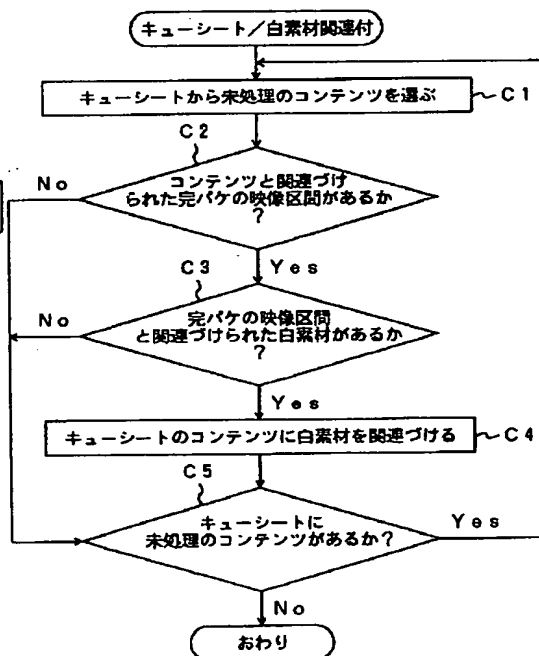 キューシート／白素材関連付
キューシートから未処理のコンテンツを選ぶ
C1
C2
コンテンツと関連づけ
られた完パケの映像区間があるか
？
No
Yes
C3
完パケの映像区間
と関連づけられた白素材があるか
？
No
Yes
キューシートのコンテンツに白素材を関連づける
C4
C5
キューシートに
未処理のコンテンツがあるか？
Yes
No
おわり